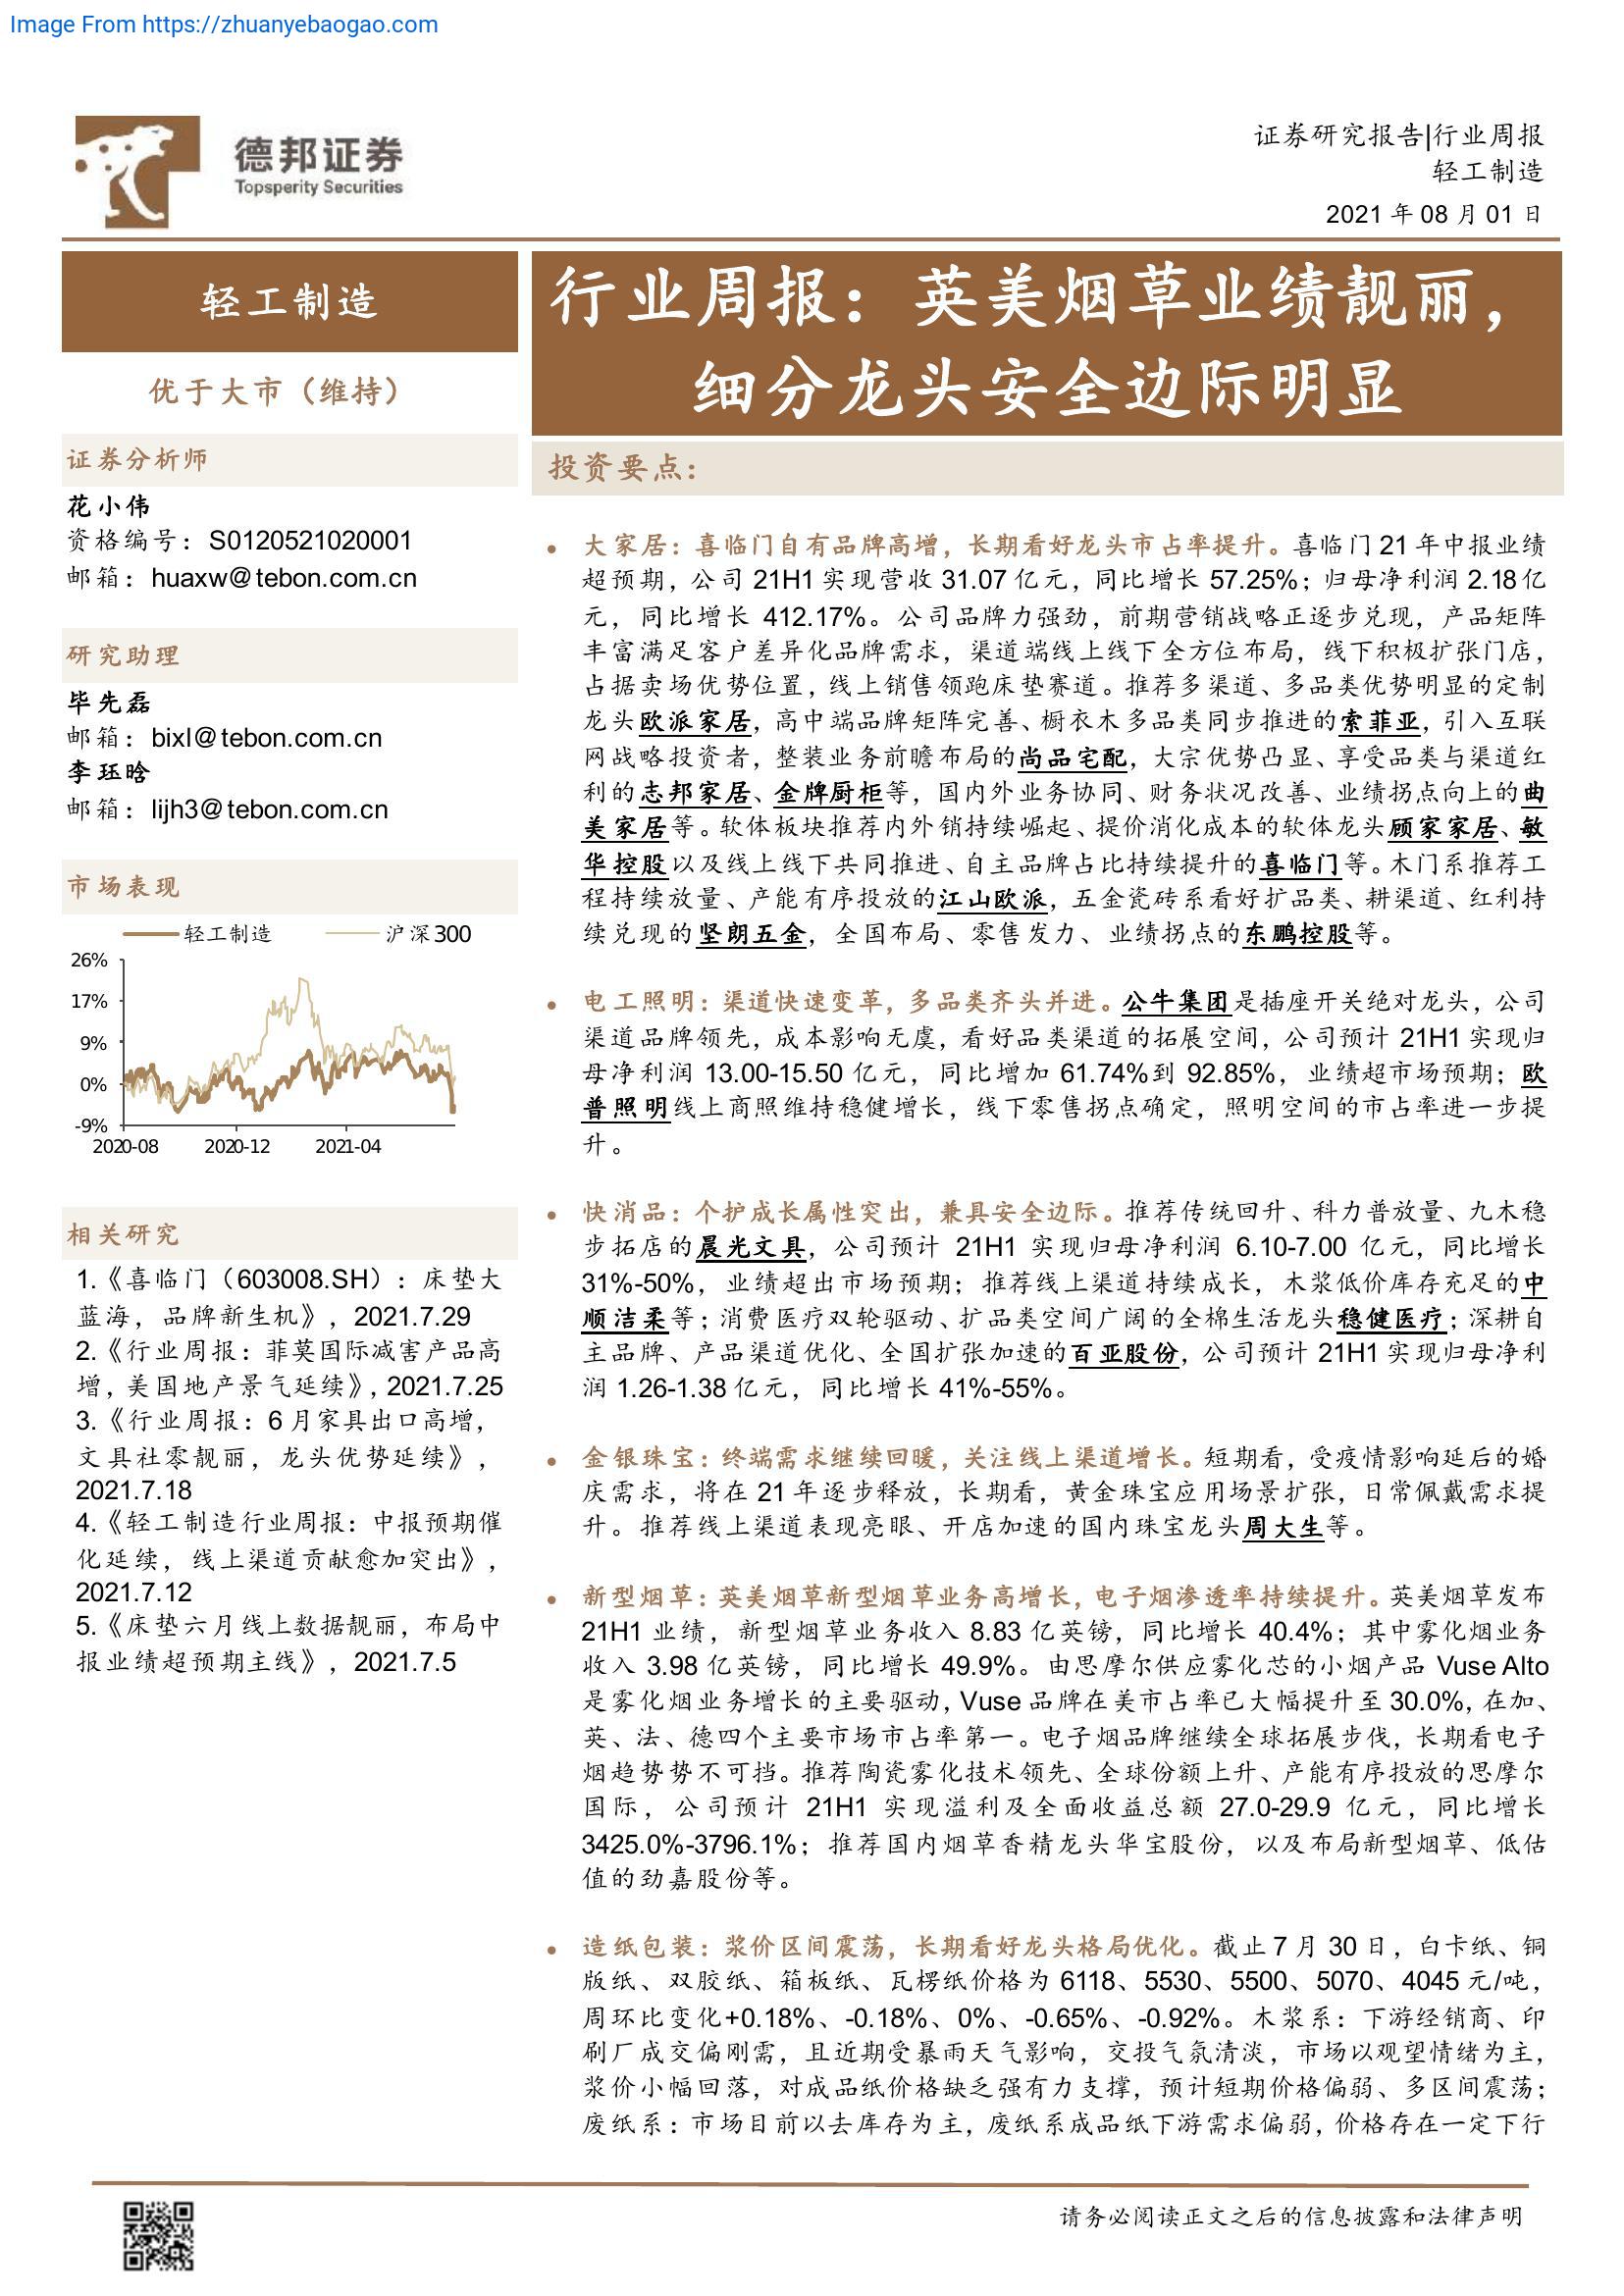 Image From https://zhuanyebaogao.com
德邦证券
Topsperity Securities
证券研究报告|行业周报
轻工制造
2021 年 08 月 01 日
轻工制造
优于大市（维持）
证券分析师
花小伟
资格编号：S0120521020001
邮箱：huaxw@tebon.com.cn
研究助理
毕先磊
邮箱：bixl@tebon.com.cn
李珏晗
邮箱：lijh3@tebon.com.cn
市场表现
轻工制造 沪深300
26%
17%
9%
0%
-9%
2020-08 2020-12 2021-04
相关研究
1.《喜临门（603008.SH）：床垫大
蓝海，品牌新生机》，2021.7.29
2.《行业周报：菲莫国际减害产品高
增，美国地产景气延续》，2021.7.25
3.《行业周报：6 月家具出口高增，
文具社零靓丽，龙头优势延续》，
2021.7.18
4.《轻工制造行业周报：中报预期催
化延续，线上渠道贡献愈加突出》，
2021.7.12
5.《床垫六月线上数据靓丽，布局中
报业绩超预期主线》，2021.7.5
行业周报：英美烟草业绩靓丽，
细分龙头安全边际明显
投资要点：
• 大家居：喜临门自有品牌高增，长期看好龙头市占率提升。喜临门 21 年中报业绩
超预期，公司 21H1 实现营收 31.07 亿元，同比增长 57.25%；归母净利润 2.18 亿
元，同比增长 412.17%。公司品牌力强劲，前期营销战略正逐步兑现，产品矩阵
丰富满足客户差异化品牌需求，渠道端线上线下全方位布局，线下积极扩张门店，
占据卖场优势位置，线上销售领跑床垫赛道。推荐多渠道、多品类优势明显的定制
龙头欧派家居，高中端品牌矩阵完善、橱衣木多品类同步推进的索菲亚，引入互联
网战略投资者，整装业务前瞻布局的尚品宅配，大宗优势凸显、享受品类与渠道红
利的志邦家居、金牌厨柜等，国内外业务协同、财务状况改善、业绩拐点向上的曲
美家居等。软体板块推荐内外销持续崛起、提价消化成本的软体龙头顾家家居、敏
华控股以及线上线下共同推进、自主品牌占比持续提升的喜临门等。木门系推荐工
程持续放量、产能有序投放的江山欧派，五金瓷砖系看好扩品类、耕渠道、红利持
续兑现的坚朗五金，全国布局、零售发力、业绩拐点的东鹏控股等。
• 电工照明：渠道快速变革，多品类齐头并进。公牛集团是插座开关绝对龙头，公司
渠道品牌领先，成本影响无虞，看好品类渠道的拓展空间，公司预计 21H1 实现归
母净利润 13.00-15.50 亿元，同比增加 61.74%到 92.85%，业绩超市场预期；欧
普照明线上商照维持稳健增长，线下零售拐点确定，照明空间的市占率进一步提
升。
• 快消品：个护成长属性突出，兼具安全边际。推荐传统回升、科力普放量、九木稳
步拓店的晨光文具，公司预计 21H1 实现归母净利润 6.10-7.00 亿元，同比增长
31%-50%，业绩超出市场预期；推荐线上渠道持续成长，木浆低价库存充足的中
顺洁柔等；消费医疗双轮驱动、扩品类空间广阔的全棉生活龙头稳健医疗；深耕自
主品牌、产品渠道优化、全国扩张加速的百亚股份，公司预计 21H1 实现归母净利
润 1.26-1.38 亿元，同比增长 41%-55%。
• 金银珠宝：终端需求继续回暖，关注线上渠道增长。短期看，受疫情影响延后的婚
庆需求，将在 21 年逐步释放，长期看，黄金珠宝应用场景扩张，日常佩戴需求提
升。推荐线上渠道表现亮眼、开店加速的国内珠宝龙头周大生等。
• 新型烟草：英美烟草新型烟草业务高增长，电子烟渗透率持续提升。英美烟草发布
21H1 业绩，新型烟草业务收入 8.83 亿英镑，同比增长 40.4%；其中雾化烟业务
收入 3.98 亿英镑，同比增长 49.9%。由思摩尔供应雾化芯的小烟产品 Vuse Alto
是雾化烟业务增长的主要驱动，Vuse 品牌在美市占率已大幅提升至 30.0%，在加、
英、法、德四个主要市场市占率第一。电子烟品牌继续全球拓展步伐，长期看电子
烟趋势势不可挡。推荐陶瓷雾化技术领先、全球份额上升、产能有序投放的思摩尔
国际，公司预计 21H1 实现溢利及全面收益总额 27.0-29.9 亿元，同比增长
3425.0%-3796.1%；推荐国内烟草香精龙头华宝股份，以及布局新型烟草、低估
值的劲嘉股份等。
• 造纸包装：浆价区间震荡，长期看好龙头格局优化。截止 7 月 30 日，白卡纸、铜
版纸、双胶纸、箱板纸、瓦楞纸价格为 6118、5530、5500、5070、4045 元/吨，
周环比变化+0.18%、-0.18%、0%、-0.65%、-0.92%。木浆系：下游经销商、印
刷厂成交偏刚需，且近期受暴雨天气影响，交投气氛清淡，市场以观望情绪为主，
浆价小幅回落，对成品纸价格缺乏强有力支撑，预计短期价格偏弱、多区间震荡；
废纸系：市场目前以去库存为主，废纸系成品纸下游需求偏弱，价格存在一定下行
请务必阅读正文之后的信息披露和法律声明